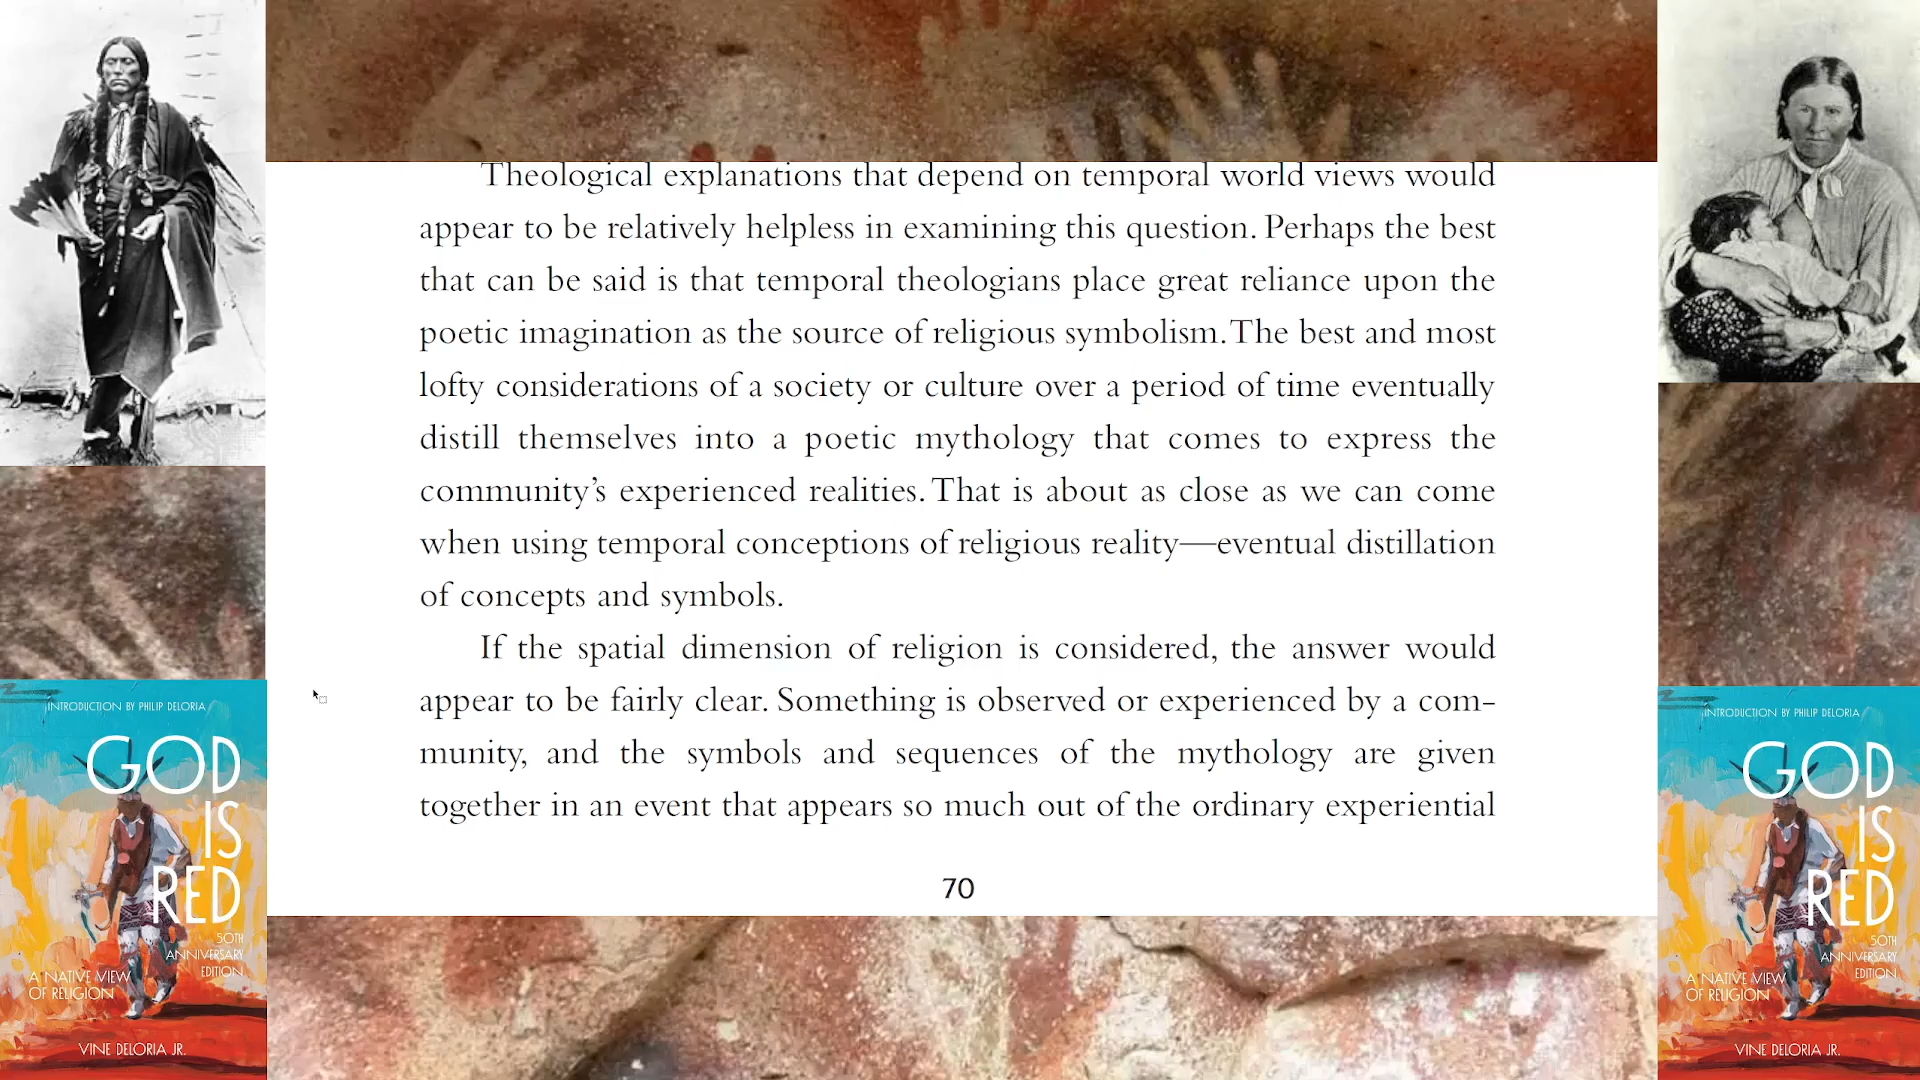 Theological explanations that depend on temporal world views would
appear to be relatively helpless in examining this question. Perhaps the best
that can be said is that temporal theologians place great reliance upon the
poetic imagination as the source of religious symbolism. The best and most
lofty considerations of a society or culture over a period of time eventually
distill themselves into a poetic mythology that comes to express the
community’s experienced realities. That is about as close as we can come
when using temporal conceptions of religious reality—eventual distillation
of concepts and symbols.
If the spatial dimension of religion is considered, the answer would
appear to be fairly clear. Something is observed or experienced by a com-
munity, and the symbols and sequences of the mythology are given
together in an event that appears so much out of the ordinary experiential
70
INTRODUCTION BY PHILIP DELORIA
GOD
IS
RED
50TH
ANNIVERSARY
EDITION
A NATIVE VIEW
OF RELIGION
VINE DELORIA JR.
INTRODUCTION BY PHILIP DELORIA
GOD
IS
RED
50TH
ANNIVERSARY
EDITION
A NATIVE VIEW
OF RELIGION
VINE DELORIA JR.